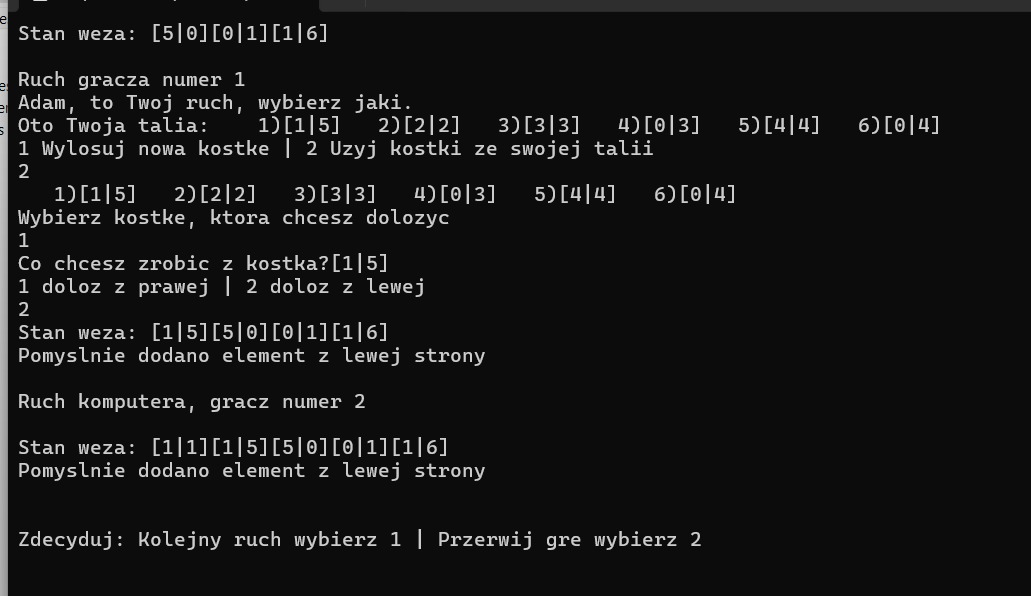 Stan weza: [5|0][0|1][1|6]
Ruch gracza numer 1
Adam, to Twoj ruch, wybierz jaki.
Oto Twoja talia:    1)[1|5]   2)[2|2]   3)[3|3]   4)[0|3]   5)[4|4]   6)[0|4]
1 Wylosuj nowa kostke | 2 Uzyj kostki ze swojej talii
2
   1)[1|5]   2)[2|2]   3)[3|3]   4)[0|3]   5)[4|4]   6)[0|4]
Wybierz kostke, ktora chcesz dolozyc
1
Co chcesz zrobic z kostka?[1|5]
1 doloz z prawej | 2 doloz z lewej
2
Stan weza: [1|5][5|0][0|1][1|6]
Pomyslnie dodano element z lewej strony
Ruch komputera, gracz numer 2
Stan weza: [1|1][1|5][5|0][0|1][1|6]
Pomyslnie dodano element z lewej strony
Zdecyduj: Kolejny ruch wybierz 1 | Przerwij gre wybierz 2